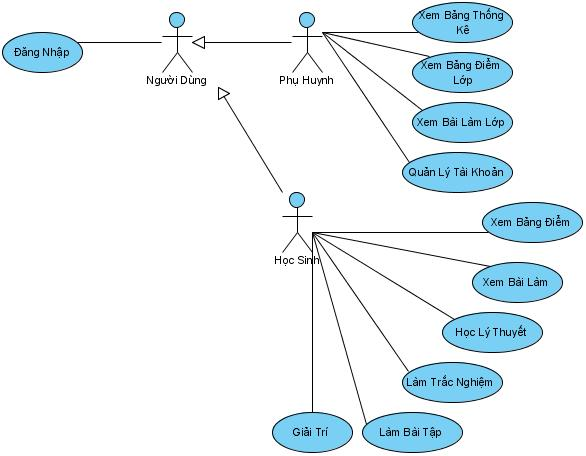 Xem Bảng Thống
Kê
Đăng Nhập
Người Dùng
Phụ Huynh
Xem Bảng Điểm
Lớp
Xem Bài Làm Lớp
Quản Lý Tài Khoản
Xem Bảng Điểm
Học Sinh
Xem Bài Làm
Học Lý Thuyết
Làm Trắc Nghiệm
Giải Trí
Làm Bài Tập